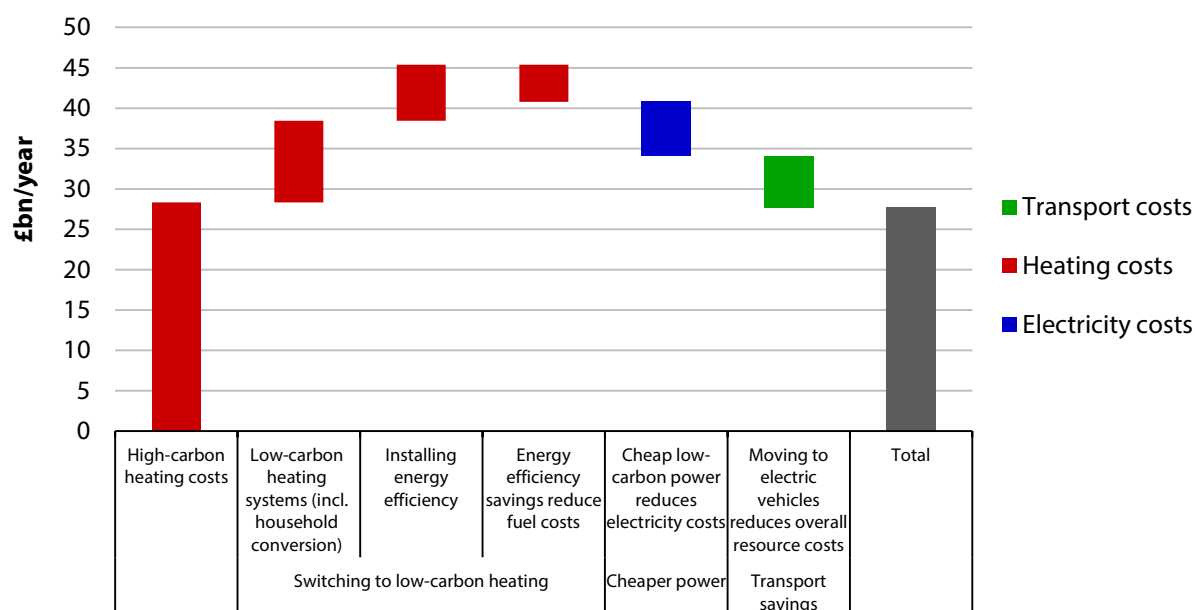 £bn/year
50
45
40
35
30
25
20
15
10
5
0
High-carbon
heating costs
Low-carbon
heating
systems (incl.
household
conversion)
Installing
energy
efficiency
Energy
efficiency
savings reduce
fuel costs
Cheap low-
carbon power
reduces
electricity costs
Moving to
electric
vehicles
reduces overall
resource costs
Total
Switching to low-carbon heating
Cheaper power
Transport
savings
Transport costs
Heating costs
Electricity costs